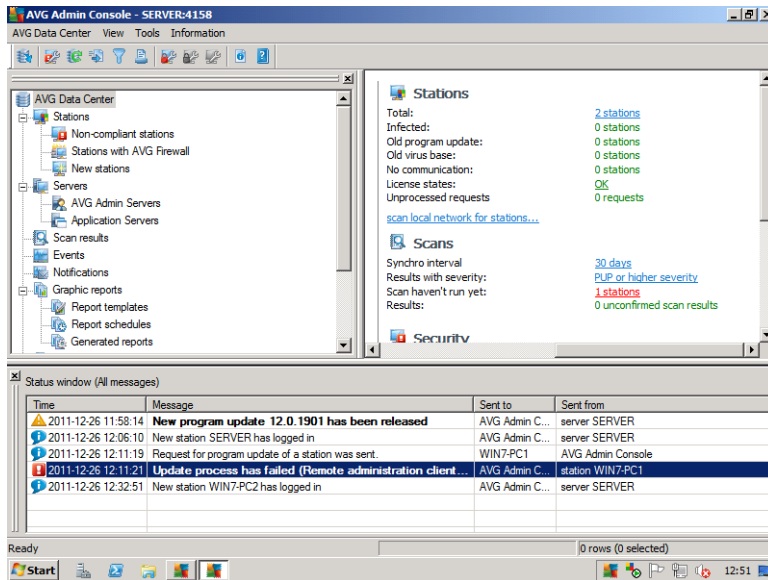 AVG Admin Console - SERVER:4158
AVG Data Center View Tools Information
AVG Data Center
Stations
Non-compliant stations
Stations with AVG Firewall
New stations
Servers
AVG Admin Servers
Application Servers
Scan results
Events
Notifications
Graphic reports
Report templates
Report schedules
Generated reports
Stations
Total: 2 stations
Infected: 0 stations
Old program update: 0 stations
Old virus base: 0 stations
No communication: 0 stations
License states: OK
Unprocessed requests 0 requests
scan local network for stations...
Scans
Synchro interval 30 days
Results with severity: PUP or higher severity
Scan haven't run yet: 1 stations
Results: 0 unconfirmed scan results
Security
Status window (All messages)
Time Message Sent to Sent from
2011-12-26 11:58:14 New program update 12.0.1901 has been released AVG Admin C... server SERVER
2011-12-26 12:06:10 New station SERVER has logged in AVG Admin C... server SERVER
2011-12-26 12:11:19 Request for program update of a station was sent. WIN7-PC1 AVG Admin Console
2011-12-26 12:11:21 Update process has failed (Remote administration client... AVG Admin C... station WIN7-PC1
2011-12-26 12:32:51 New station WIN7-PC2 has logged in AVG Admin C... server SERVER
Ready 0 rows (0 selected)
Start 12:51